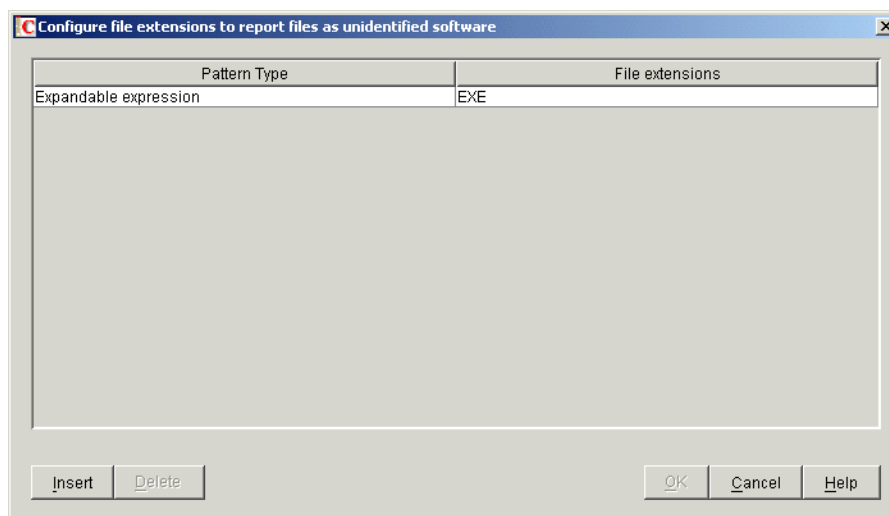 Configure file extensions to report files as unidentified software
Pattern Type File extensions
Expandable expression EXE
Insert Delete OK Cancel Help